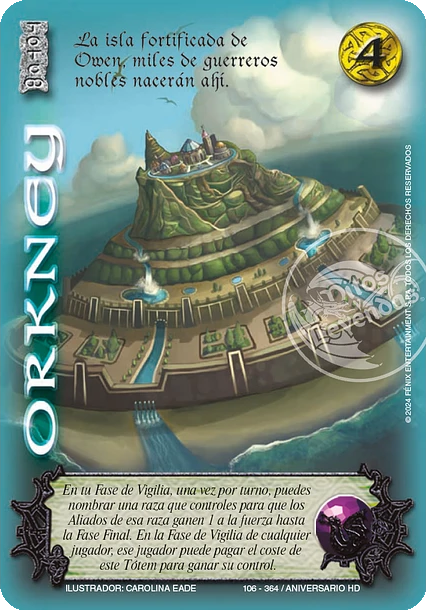 La isla fortificada de
Owen, miles de guerreros
nobles nacerán ahí.
4
ORKNEY
Mitos
y
Leyendas
© 2024 FÉNIX ENTERTAINMENT S.P.A. TODOS LOS DERECHOS RESERVADOS
En tu Fase de Vigilia, una vez por turno, puedes
nombrar una raza que controles para que los
Aliados de esa raza ganen 1 a la fuerza hasta
la Fase Final. En la Fase de Vigilia de cualquier
jugador, ese jugador puede pagar el coste de
este Tótem para ganar su control.
ILUSTRADOR: CAROLINA EADE
106 - 364 / ANIVERSARIO HD